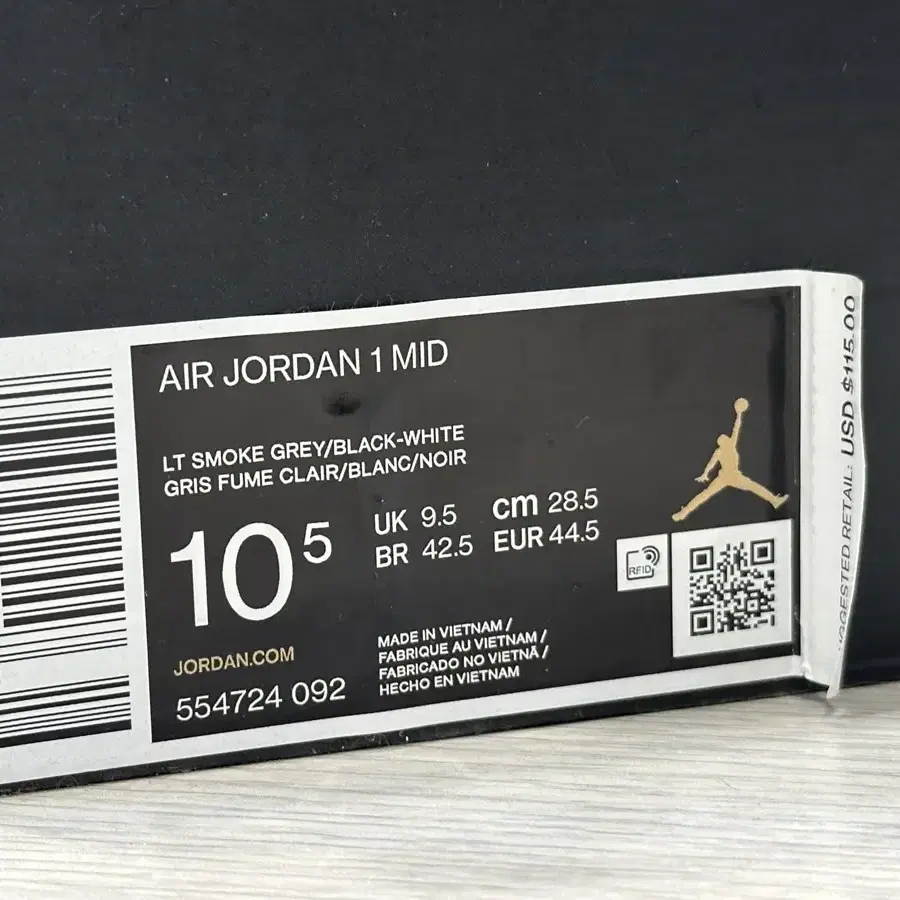 AIR JORDAN 1 MID
LT SMOKE GREY/BLACK-WHITE
GRIS FUME CLAIR/BLANC/NOIR
10 5
UK 9.5 cm 28.5
BR 42.5 EUR 44.5
RFID
JORDAN.COM
554724 092
MADE IN VIETNAM /
FABRIQUE AU VIETNAM /
FABRICADO NO VIETNÃ /
HECHO EN VIETNAM
RETAIL: USD $115.00